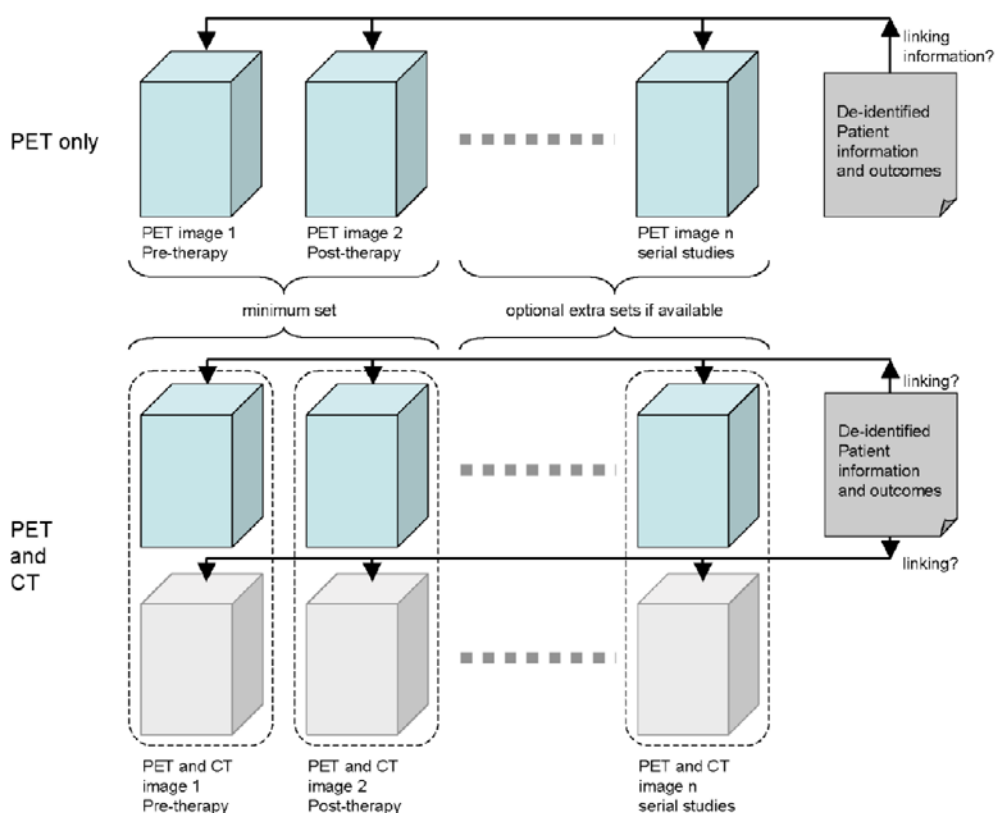 linking
information?
PET only
De-identified
Patient
information
and outcomes
PET image 1
Pre-therapy
PET image 2
Post-therapy
PET image n
serial studies
minimum set
optional extra sets if available
linking?
De-identified
Patient
information
and outcomes
PET
and
CT
linking?
PET and CT
image 1
Pre-therapy
PET and CT
image 2
Post-therapy
PET and CT
image n
serial studies